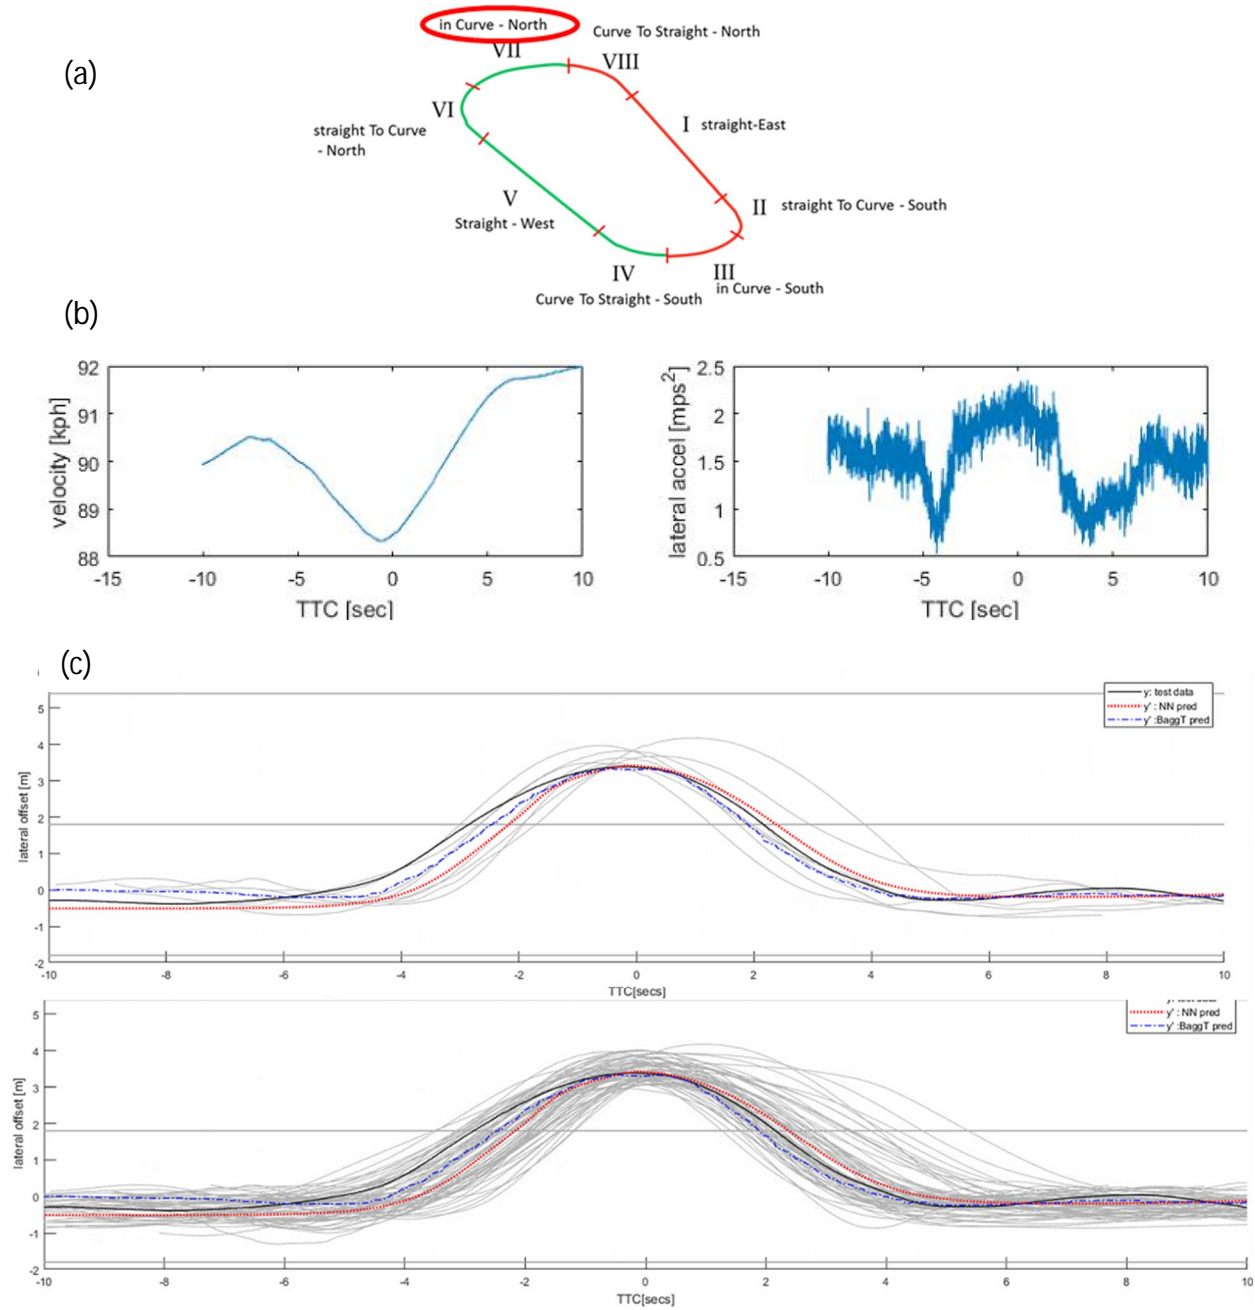 (a)
in Curve - North
Curve To Straight - North
VII
VIII
VI
I
straight-East
straight To Curve
- North
V
II
straight To Curve - South
Straight - West
IV
III
in Curve - South
Curve To Straight - South
(b)
velocity [kph]
92
91
90
89
88
-15
-10
-5
0
5
10
TTC [sec]
lateral accel [mps2]
2.5
2
1.5
1
0.5
-15
-10
-5
0
5
10
TTC [sec]
(c)
y: test data
y' : NN pred
y' :BaggT pred
lateral offset [m]
5
4
3
2
1
0
-1
-2
-10
-8
-6
-4
-2
0
2
4
6
8
10
TTC[secs]
y: test data
y' : NN pred
y' :BaggT pred
lateral offset [m]
5
4
3
2
1
0
-1
-2
-10
-8
-6
-4
-2
0
2
4
6
8
10
TTC[secs]